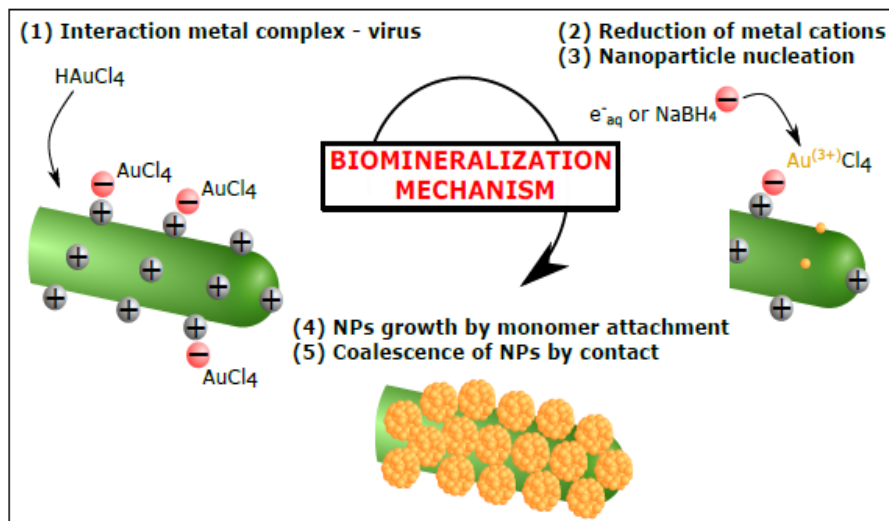 (1) Interaction metal complex - virus
HAuCl4
AuCl4
AuCl4
+
+
+
+
+
+
+
+
+
+
AuCl4
(2) Reduction of metal cations
(3) Nanoparticle nucleation
e⁻aq or NaBH4
Au(3+)Cl4
+
+
+
+
BIOMINERALIZATION
MECHANISM
(4) NPs growth by monomer attachment
(5) Coalescence of NPs by contact